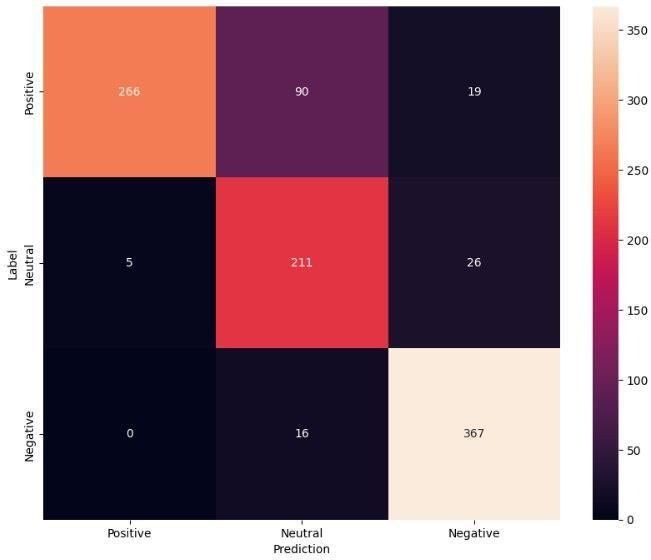 Positive 266 90 19
Label
Neutral 5 211 26
Negative 0 16 367
Positive Neutral Negative
Prediction
350
300
250
200
150
100
50
0